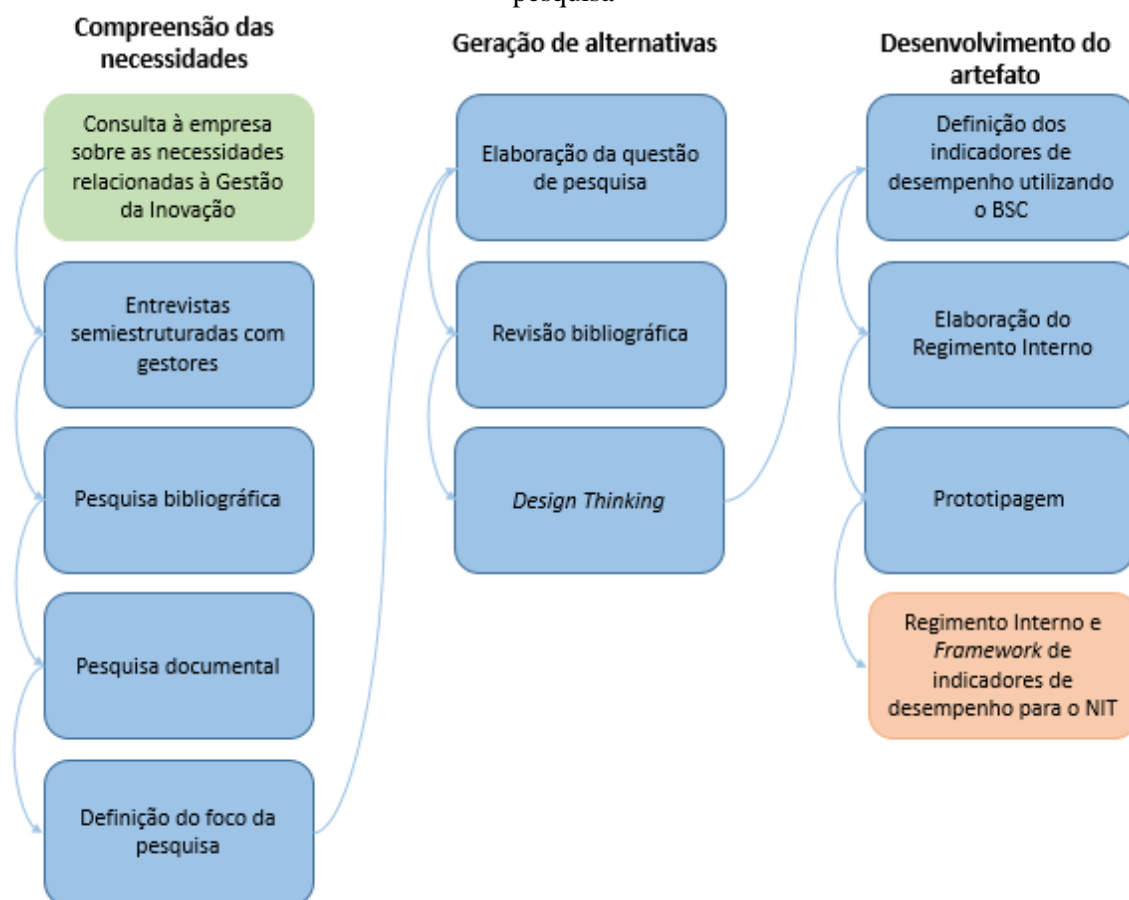 pesquisa
Compreensão das
necessidades
Consulta à empresa
sobre as necessidades
relacionadas à Gestão
da Inovação
Entrevistas
semiestruturadas com
gestores
Pesquisa bibliográfica
Pesquisa documental
Definição do foco da
pesquisa
Geração de alternativas
Elaboração da questão
de pesquisa
Revisão bibliográfica
Design Thinking
Desenvolvimento do
artefato
Definição dos
indicadores de
desempenho utilizando
o BSC
Elaboração do
Regimento Interno
Prototipagem
Regimento Interno e
Framework de
indicadores de
desempenho para o NIT